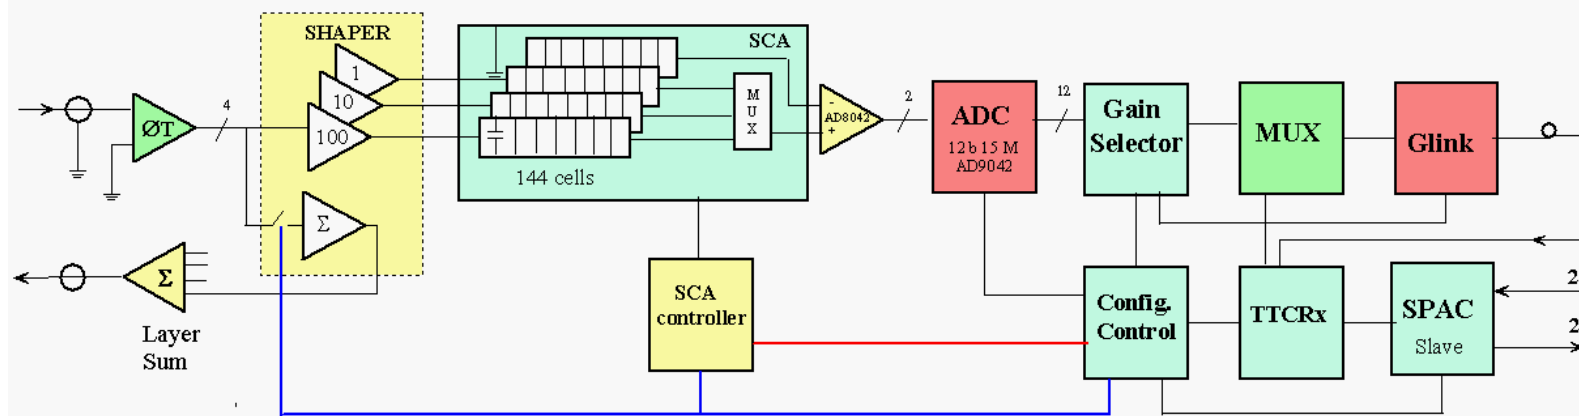 SHAPER
SCA
1
10
100
4
ØT
M
U
X
144 cells
-
AD8042
+
2
ADC
12b 15 M
AD9042
12
Gain
Selector
MUX
Glink
Σ
Σ
Layer
Sum
SCA
controller
Config.
Control
TTCRx
SPAC
Slave
2
2